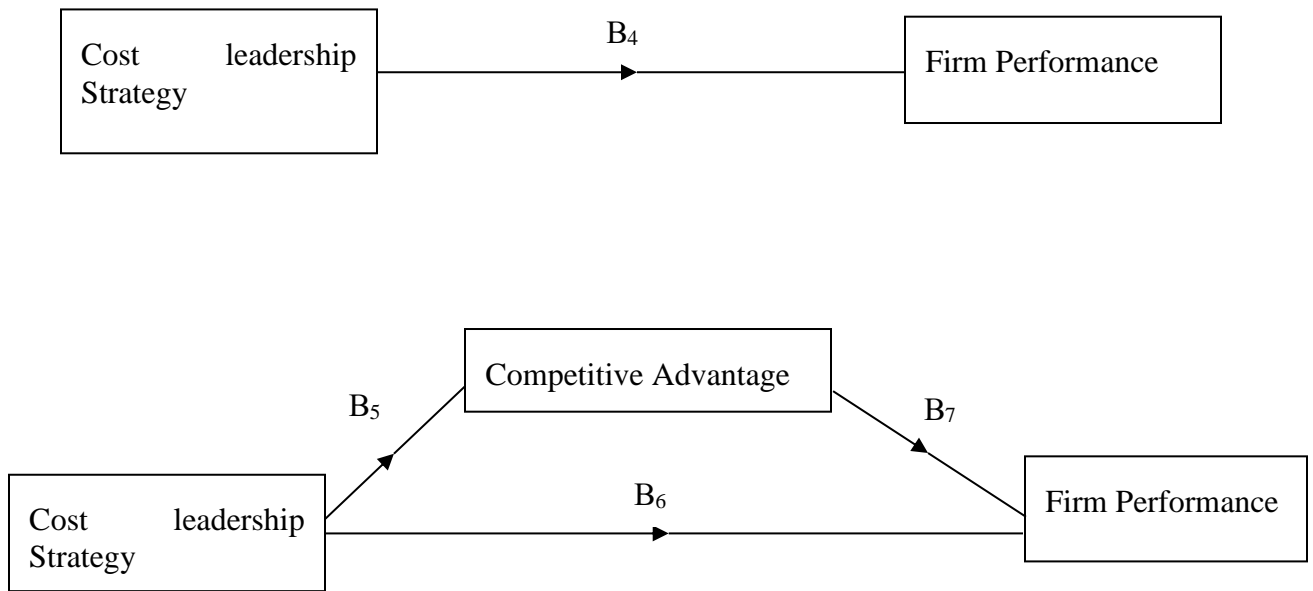 B₄
Cost leadership
Strategy
Firm Performance
Competitive Advantage
B₅
B₇
B₆
Firm Performance
Cost leadership
Strategy